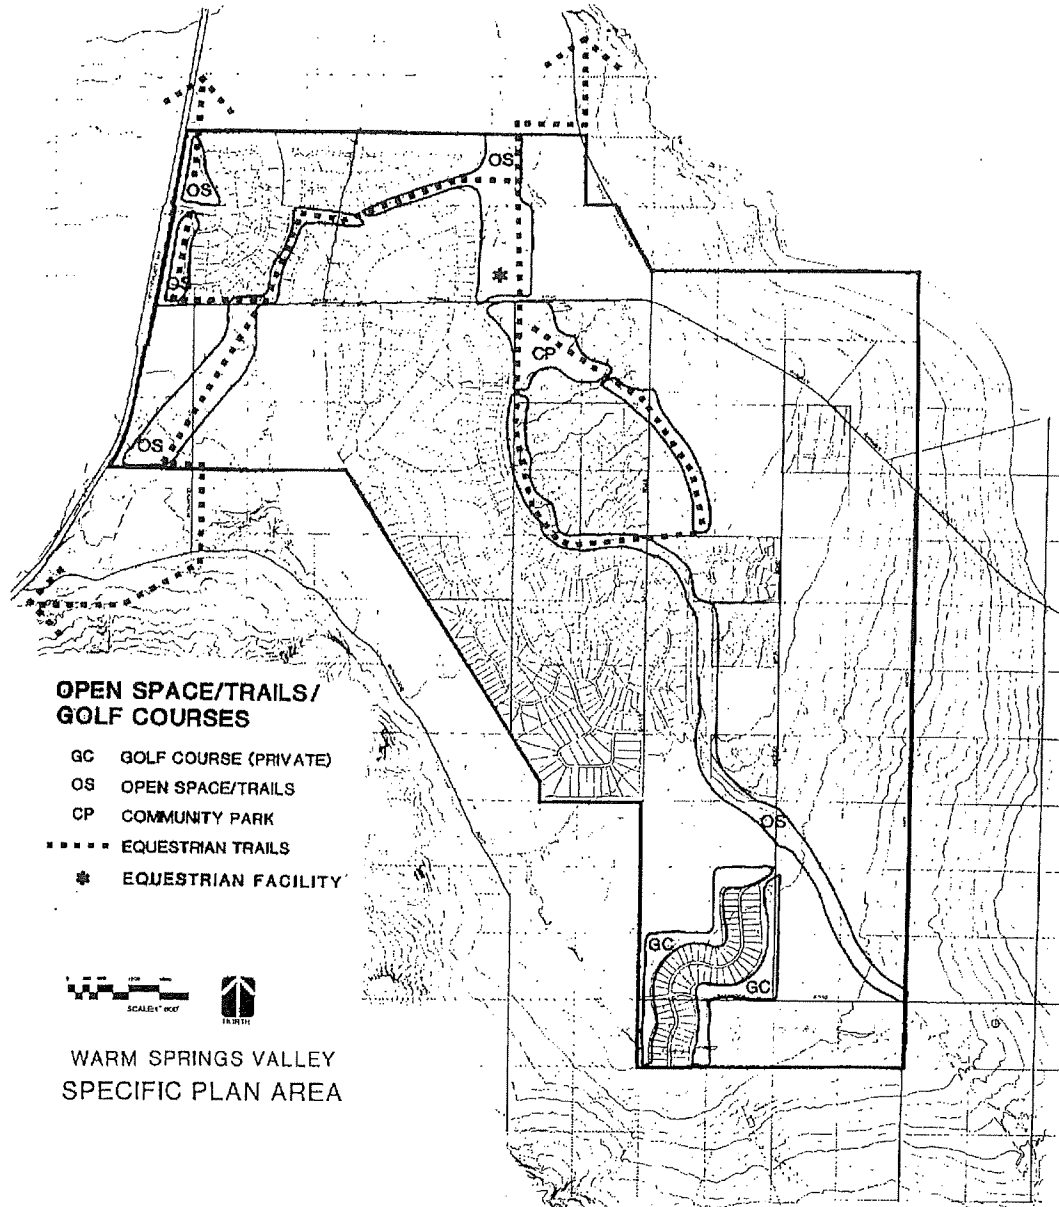 OS
OS
OS
CP
OS
OPEN SPACE/TRAILS/
GOLF COURSES
GC GOLF COURSE (PRIVATE)
OS OPEN SPACE/TRAILS
CP COMMUNITY PARK
EQUESTRIAN TRAILS
EQUESTRIAN FACILITY
OS
GC
GC
NORTH
WARM SPRINGS VALLEY
SPECIFIC PLAN AREA